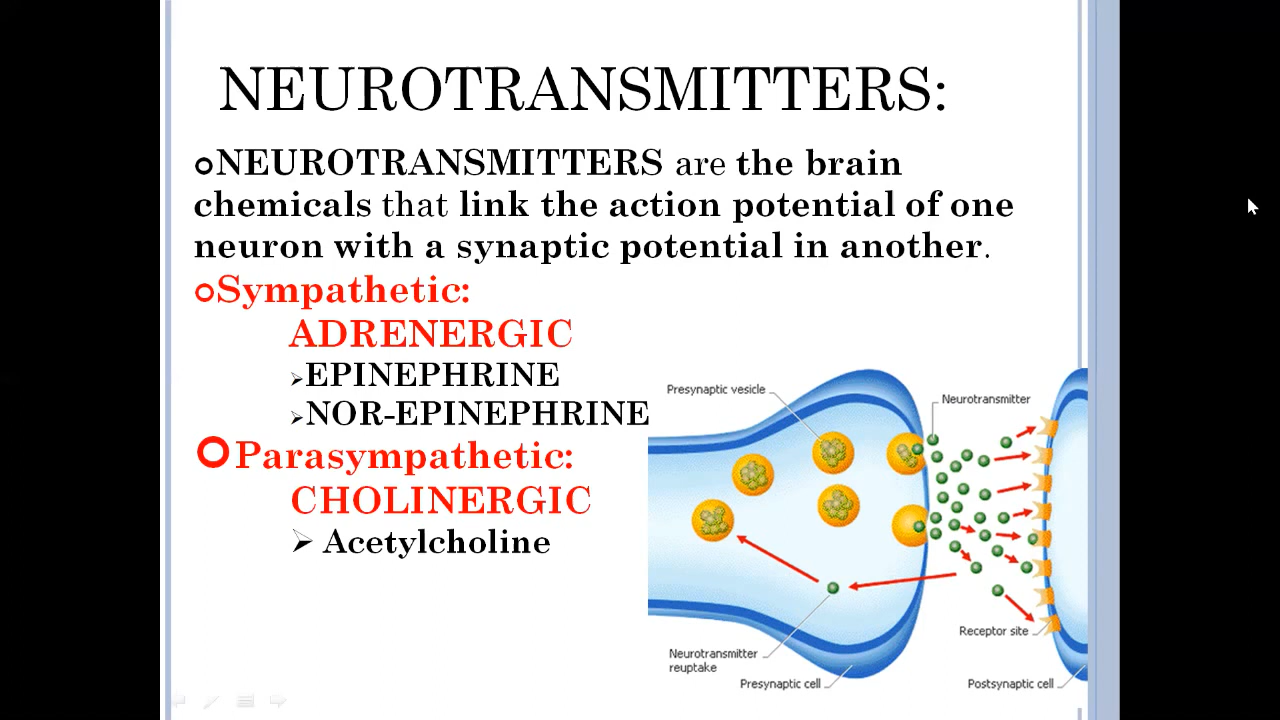 NEUROTRANSMITTERS:
NEUROTRANSMITTERS are the brain
chemicals that link the action potential of one
neuron with a synaptic potential in another.
Sympathetic:
ADRENERGIC
EPINEPHRINE
NOR-EPINEPHRINE
Parasympathetic:
CHOLINERGIC
Acetylcholine
Presynaptic vesicle
Neurotransmitter
Receptor site
Neurotransmitter
reuptake
Presynaptic cell
Postsynaptic cell